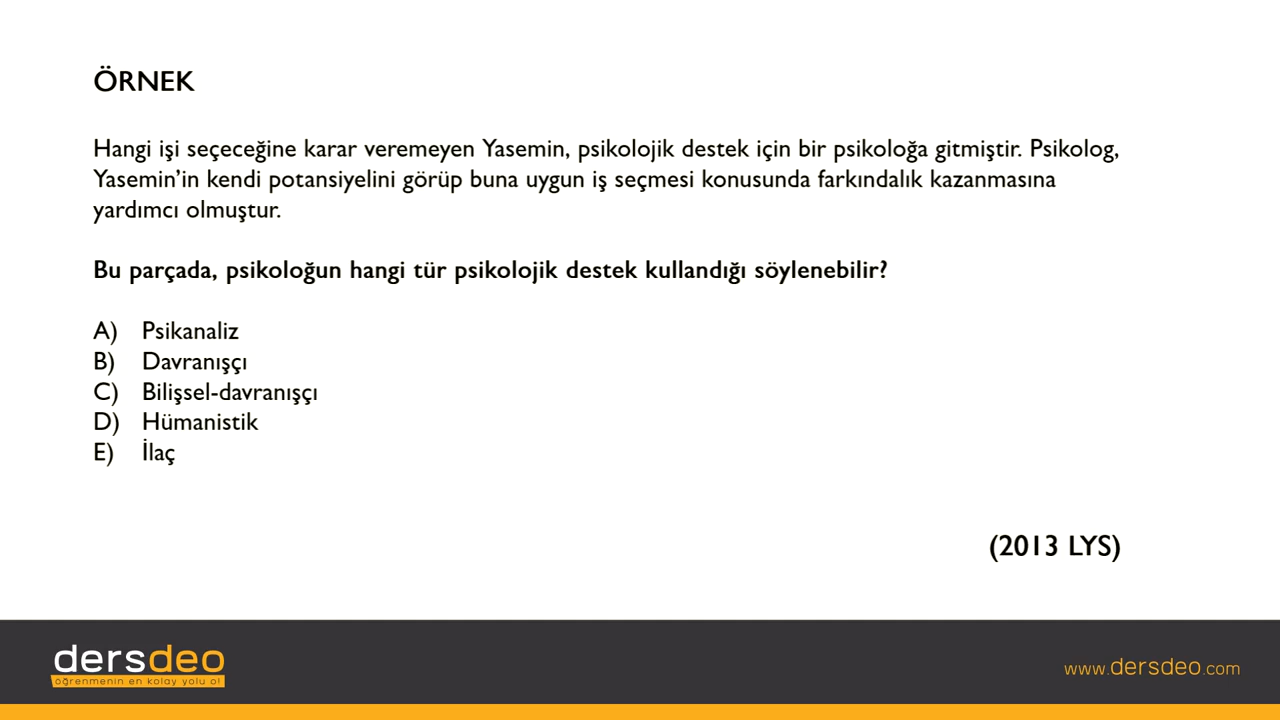 ÖRNEK
Hangi işi seçeceğine karar veremeyen Yasemin, psikolojik destek için bir psikoloğa gitmiştir. Psikolog,
Yasemin'in kendi potansiyelini görüp buna uygun iş seçmesi konusunda farkındalık kazanmasına
yardımcı olmuştur.
Bu parçada, psikoloğun hangi tür psikolojik destek kullandığı söylenebilir?
A) Psikanaliz
B) Davranışçı
C) Bilişsel-davranışçı
D) Hümanistik
E) İlaç
(2013 LYS)
dersdeo
öğrenmenin en kolay yolu o!
www.dersdeo.com